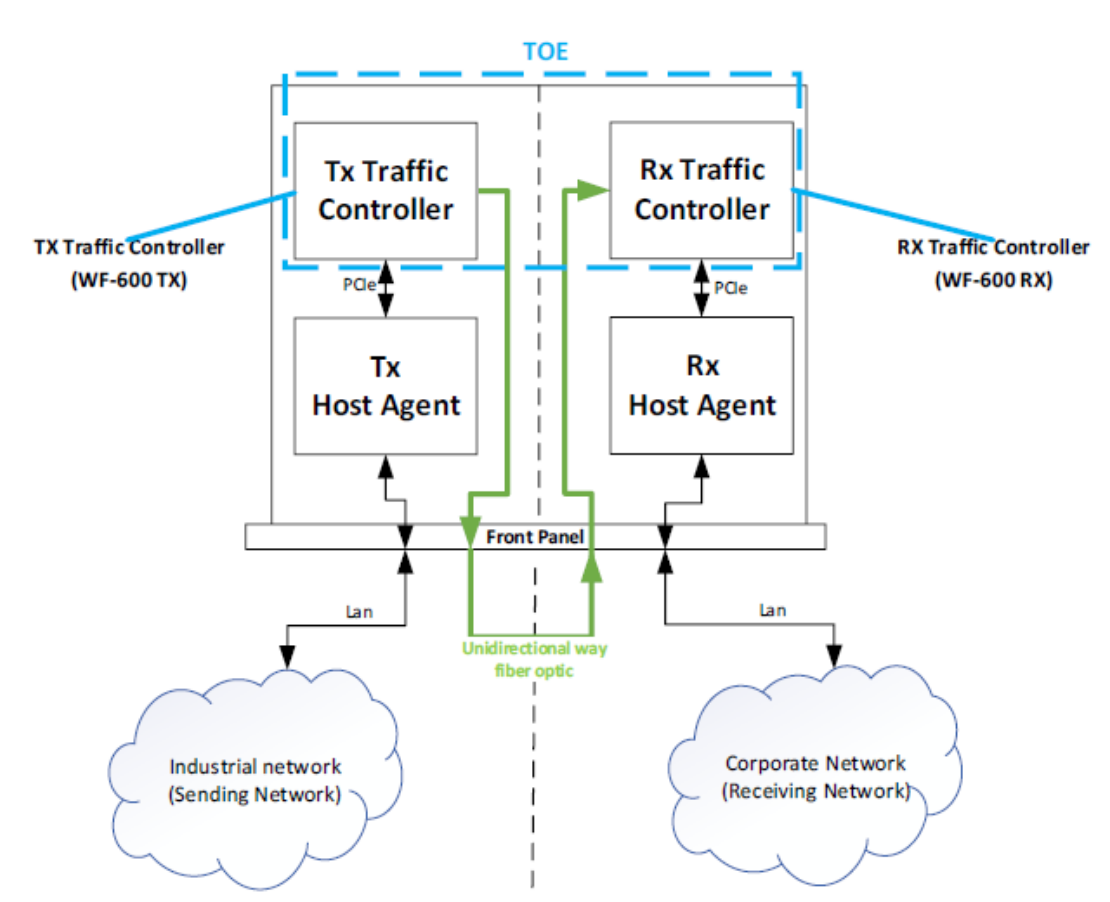 TOE
Tx Traffic
Controller
Rx Traffic
Controller
TX Traffic Controller
(WF-600 TX)
RX Traffic Controller
(WF-600 RX)
PCIe
PCIe
Tx
Host Agent
Rx
Host Agent
Front Panel
Lan
Lan
Unidirectional way
fiber optic
Industrial network
(Sending Network)
Corporate Network
(Receiving Network)